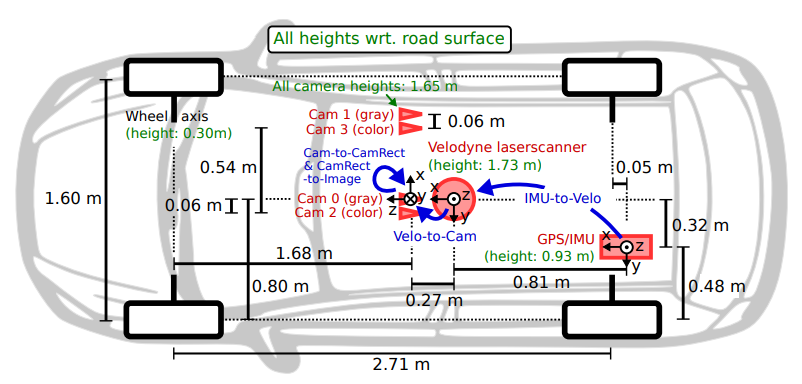 All heights wrt. road surface
All camera heights: 1.65 m
Wheel axis
(height: 0.30m)
Cam 1 (gray)
Cam 3 (color)
0.06 m
Velodyne laserscanner
(height: 1.73 m)
Cam-to-CamRect
& CamRect
-to-Image
0.54 m
0.05 m
1.60 m
x
x
y
z
IMU-to-Velo
0.06 m
Cam 0 (gray)
Cam 2 (color)
z
y
0.32 m
Velo-to-Cam
GPS/IMU
(height: 0.93 m)
x
z
y
1.68 m
0.80 m
0.27 m
0.81 m
0.48 m
2.71 m